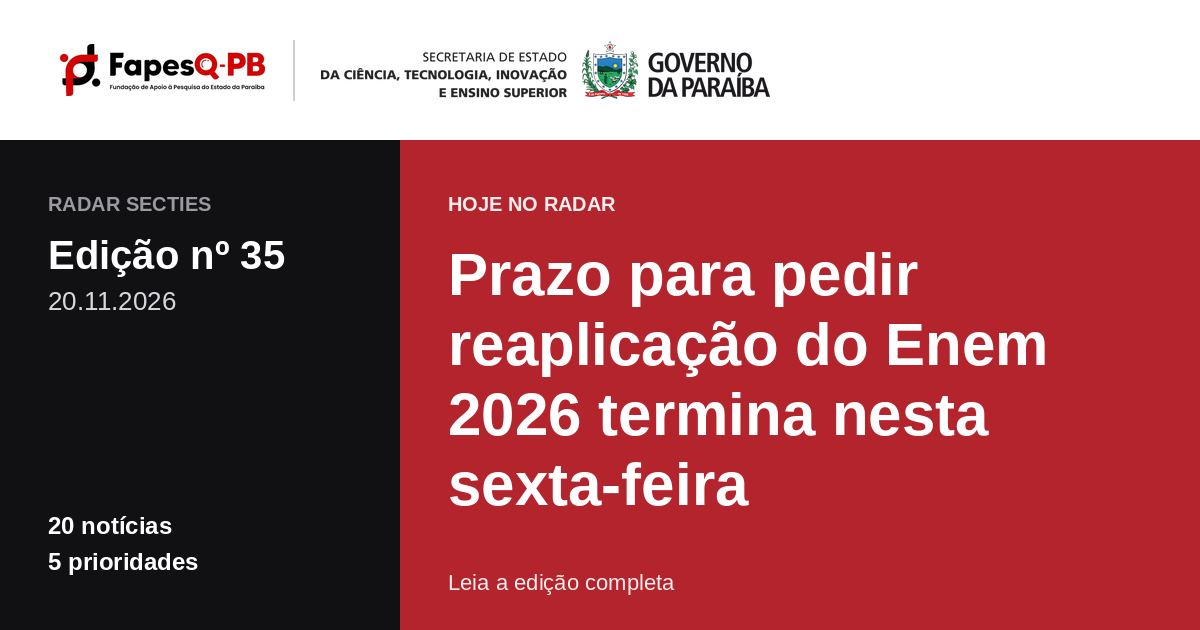 FapesQ-PB
Fundação de Apoio à Pesquisa do Estado da Paraíba
SECRETARIA DE ESTADO
DA CIÊNCIA, TECNOLOGIA, INOVAÇÃO
E ENSINO SUPERIOR
GOVERNO
DA PARAÍBA
RADAR SECTIES
Edição nº 35
20.11.2026
20 notícias
5 prioridades
HOJE NO RADAR
Prazo para pedir
reaplicação do Enem
2026 termina nesta
sexta-feira
Leia a edição completa